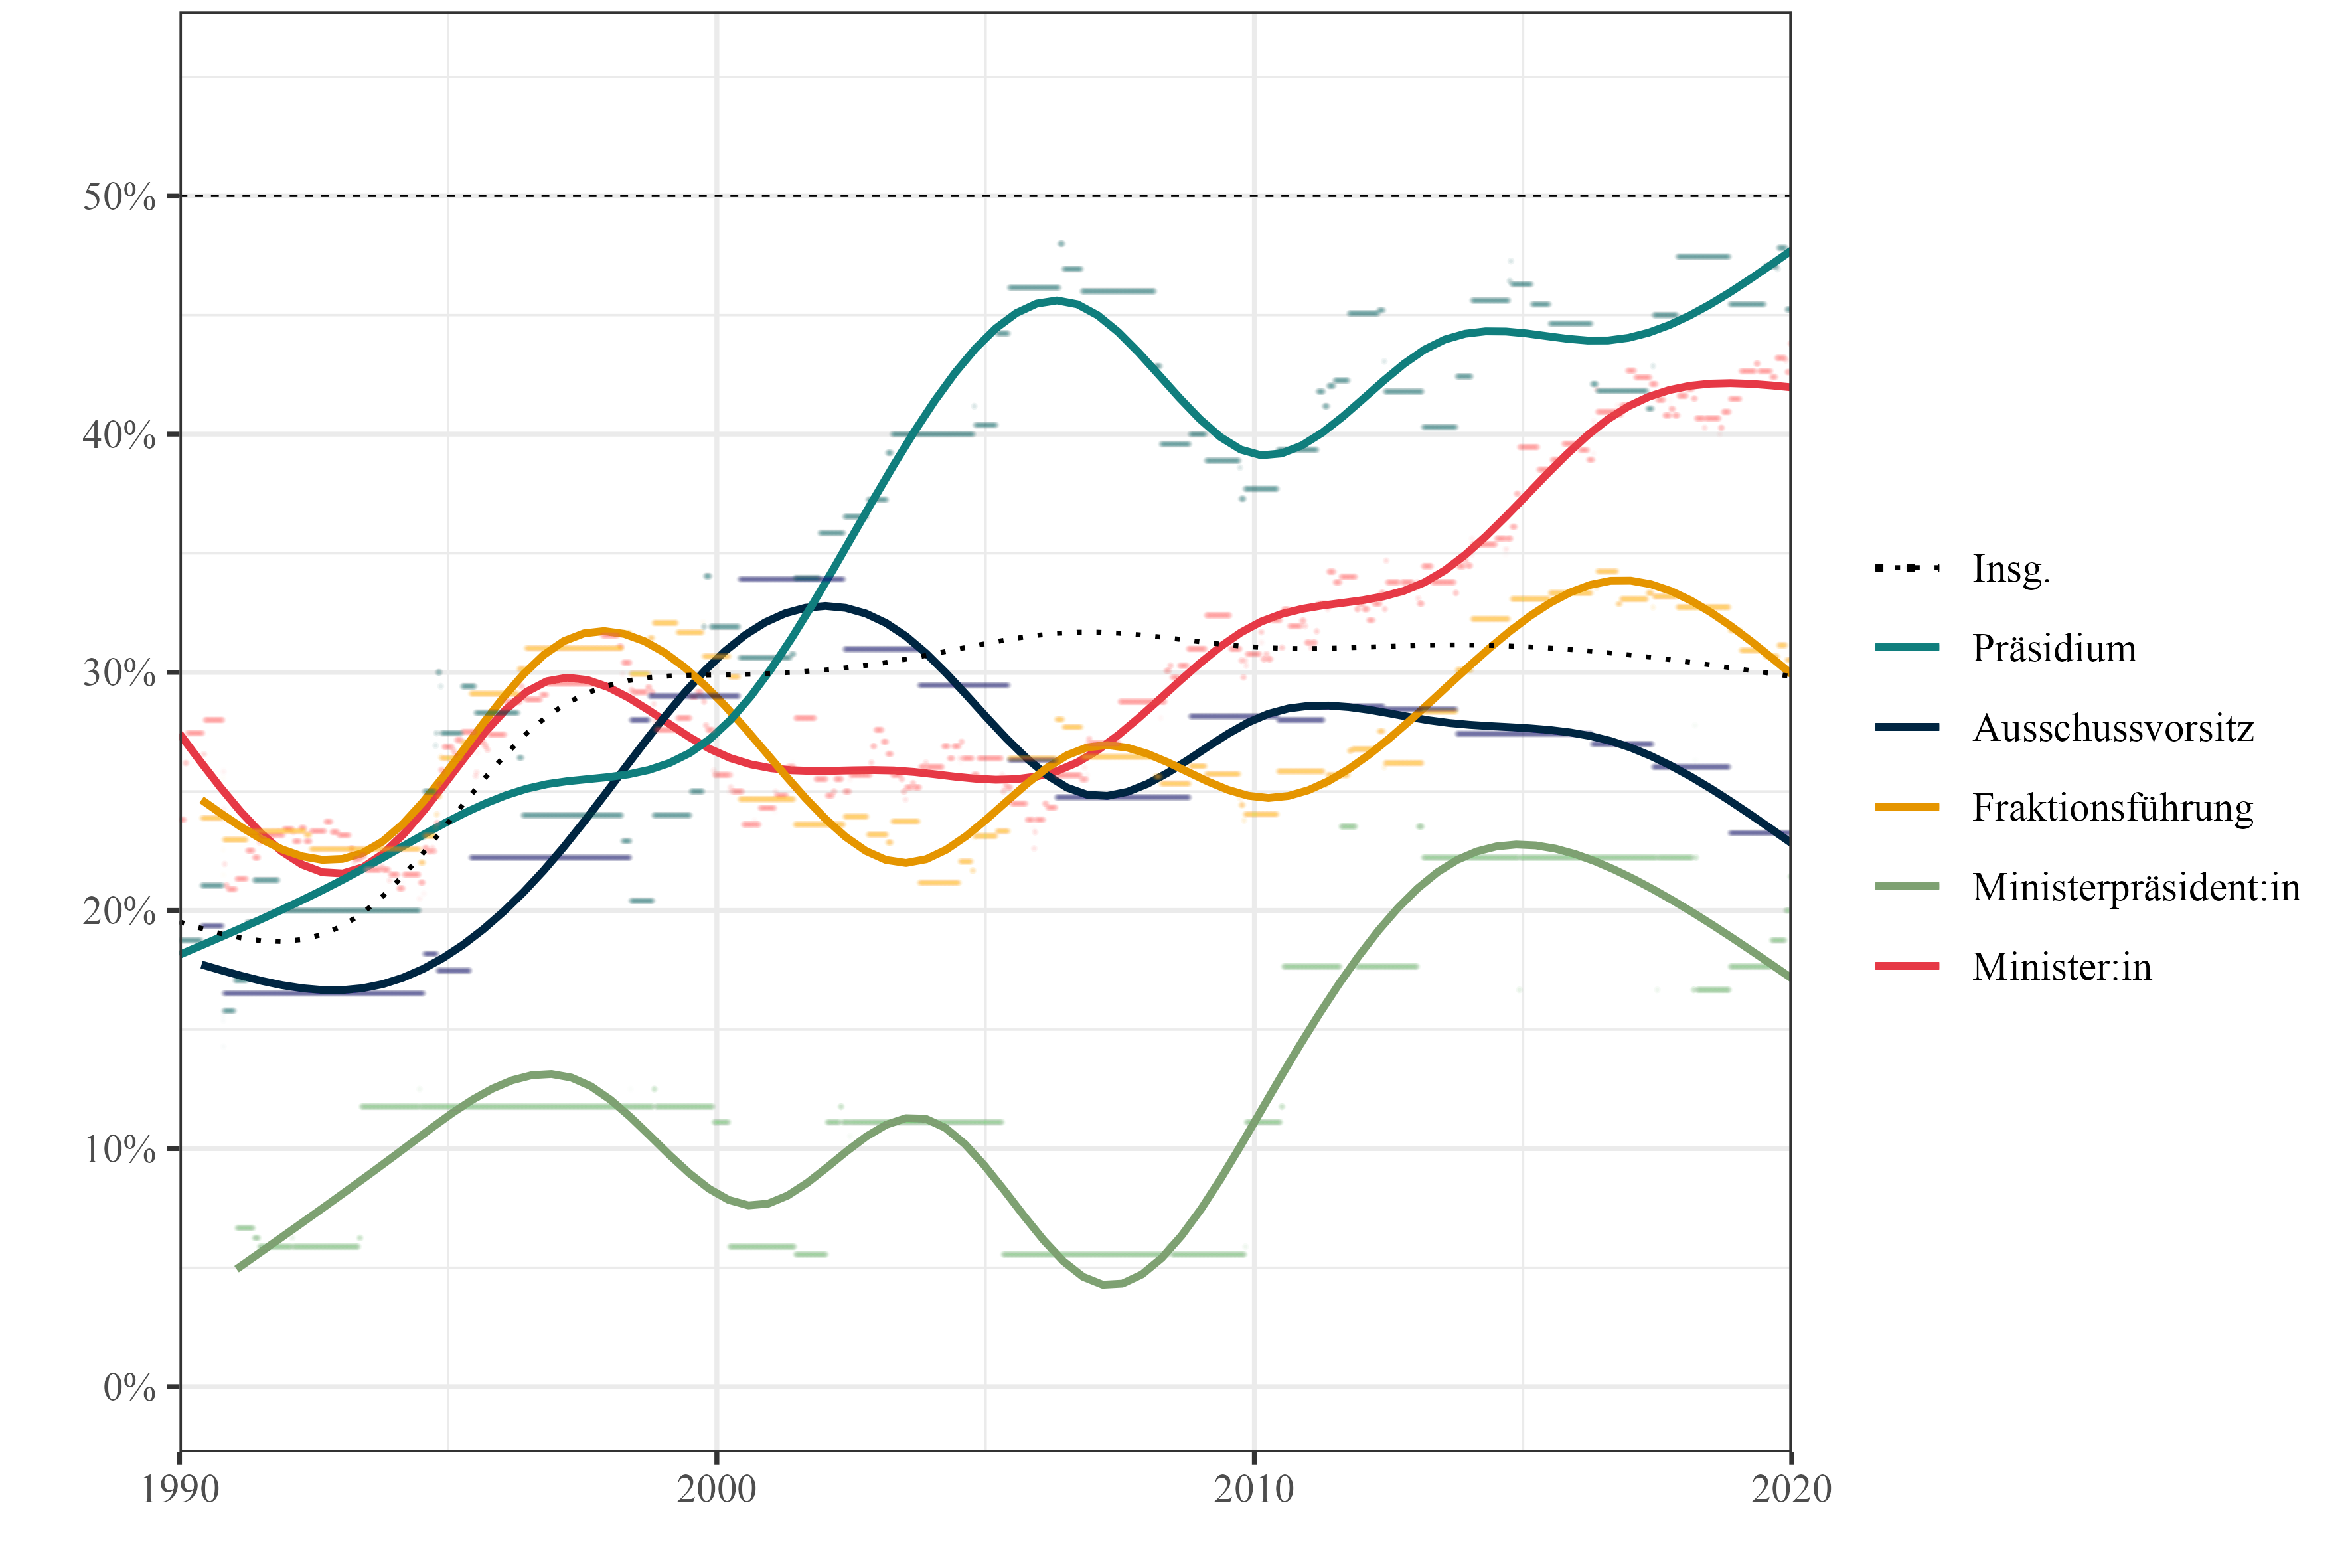 50%
40%
30%
20%
10%
0%
1990
2000
2010
2020
Insg.
Präsidium
Ausschussvorsitz
Fraktionsführung
Ministerpräsident:in
Minister:in